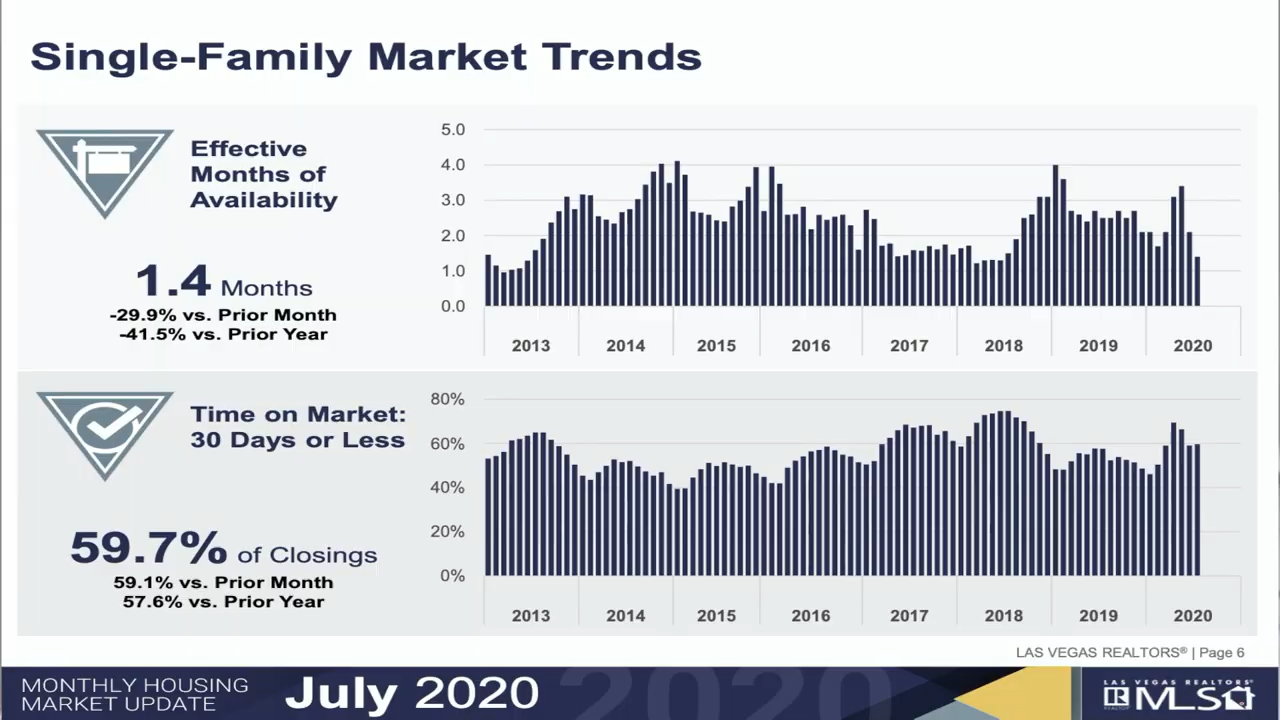 Single-Family Market Trends
Effective
Months of
Availability
1.4 Months
-29.9% vs. Prior Month
-41.5% vs. Prior Year
5.0
4.0
3.0
2.0
1.0
0.0
2013 2014 2015 2016 2017 2018 2019 2020
Time on Market:
30 Days or Less
59.7% of Closings
59.1% vs. Prior Month
57.6% vs. Prior Year
80%
60%
40%
20%
0%
2013 2014 2015 2016 2017 2018 2019 2020
LAS VEGAS REALTORS® | Page 6
MONTHLY HOUSING
MARKET UPDATE
July 2020
2020
LAS VEGAS REALTORS®
R MLS
REALTOR